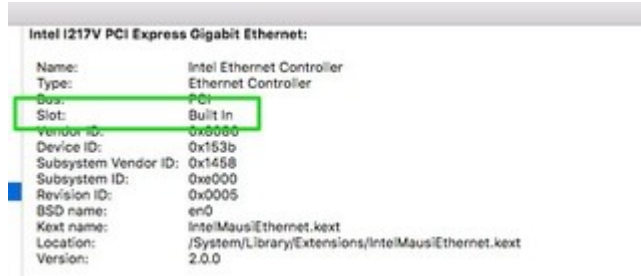 Intel I217V PCI Express Gigabit Ethernet:
Name: Intel Ethernet Controller
Type: Ethernet Controller
Bus: PCI
Slot: Built In
Vendor ID: 0x8086
Device ID: 0x153b
Subsystem Vendor ID: 0x1458
Subsystem ID: 0xe000
Revision ID: 0x0005
BSD name: en0
Kext name: IntelMausiEthernet.kext
Location: /System/Library/Extensions/IntelMausiEthernet.kext
Version: 2.0.0